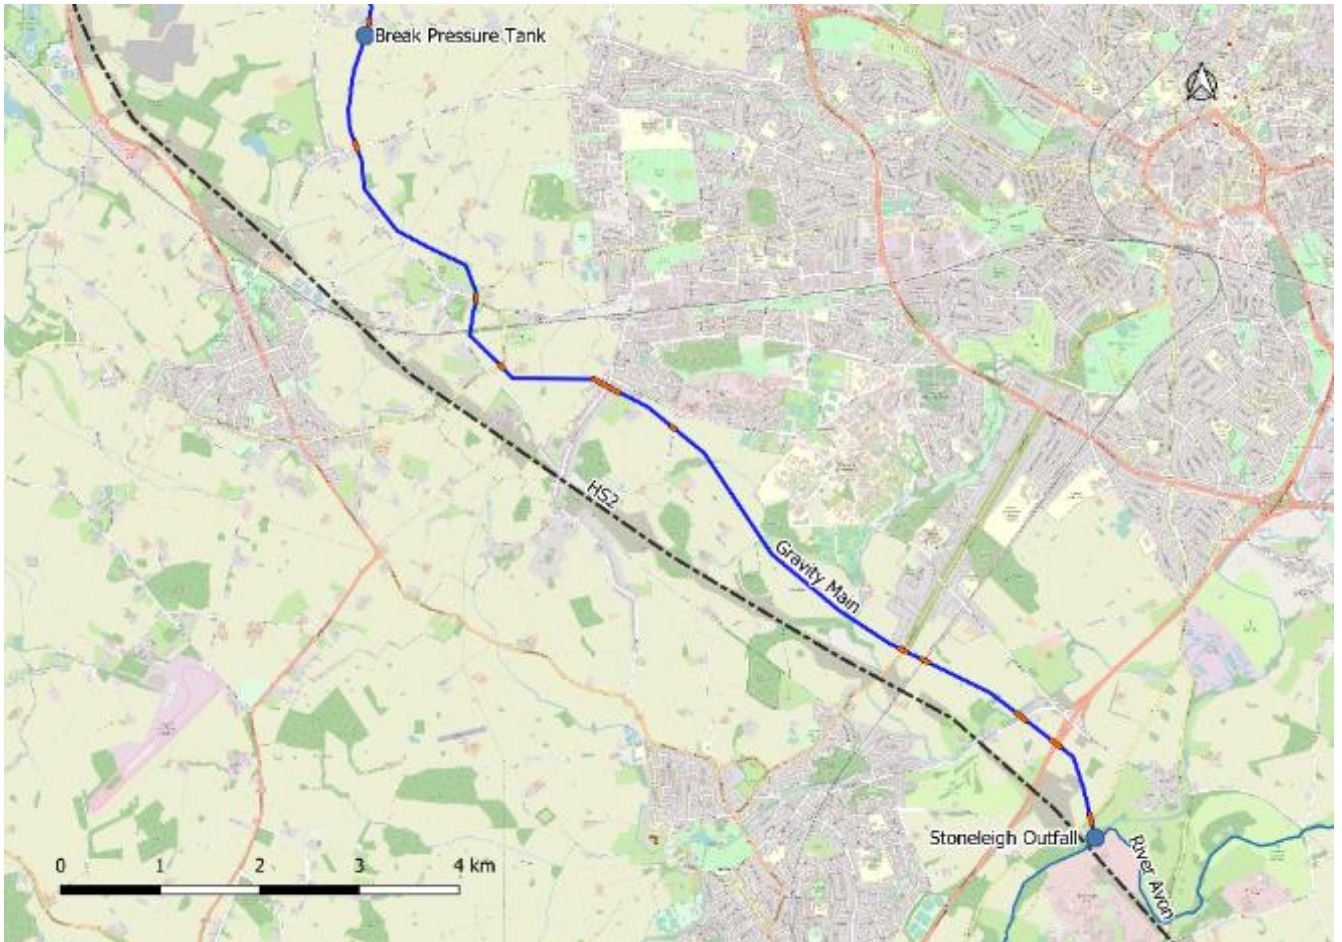 Break Pressure Tank
HS2
Gravity Main
Stoneleigh Outfall
River Avon
0 1 2 3 4 km